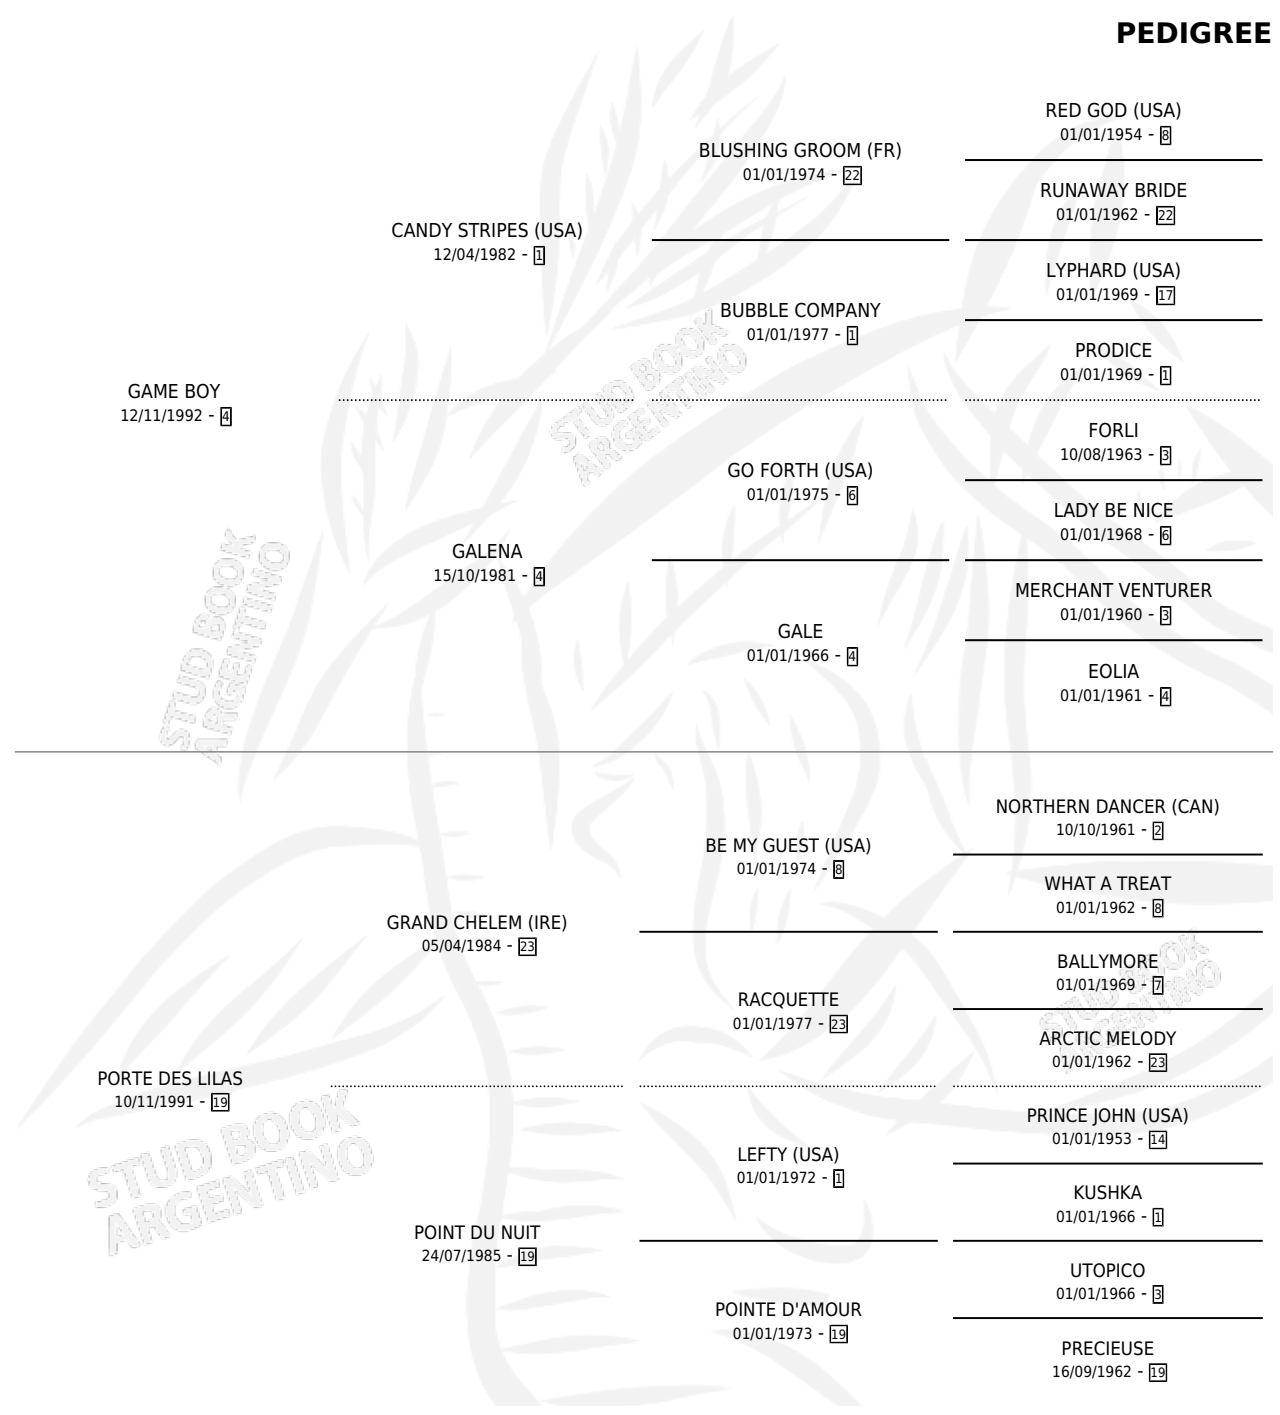 PEDIGREE
RED GOD (USA)
01/01/1954 - 8
BLUSHING GROOM (FR)
01/01/1974 - 22
RUNAWAY BRIDE
01/01/1962 - 22
CANDY STRIPES (USA)
12/04/1982 - 1
LYPHARD (USA)
01/01/1969 - 17
BUBBLE COMPANY
01/01/1977 - 1
PRODICE
01/01/1969 - 1
GAME BOY
12/11/1992 - 4
FORLI
10/08/1963 - 3
GO FORTH (USA)
01/01/1975 - 6
LADY BE NICE
01/01/1968 - 6
GALENA
15/10/1981 - 4
MERCHANT VENTURER
01/01/1960 - 3
GALE
01/01/1966 - 4
EOLIA
01/01/1961 - 4
STUD BOOK
ARGENTINO
STUD BOOK
ARGENTINO
NORTHERN DANCER (CAN)
10/10/1961 - 2
BE MY GUEST (USA)
01/01/1974 - 8
WHAT A TREAT
01/01/1962 - 8
GRAND CHELEM (IRE)
05/04/1984 - 23
BALLYMORE
01/01/1969 - 7
RACQUETTE
01/01/1977 - 23
ARCTIC MELODY
01/01/1962 - 23
PORTE DES LILAS
10/11/1991 - 19
PRINCE JOHN (USA)
01/01/1953 - 14
LEFTY (USA)
01/01/1972 - 1
KUSHKA
01/01/1966 - 1
POINT DU NUIT
24/07/1985 - 19
UTOPICO
01/01/1966 - 3
POINTE D'AMOUR
01/01/1973 - 19
PRECIEUSE
16/09/1962 - 19
STUD BOOK
ARGENTINO
STUD BOOK
ARGENTINO